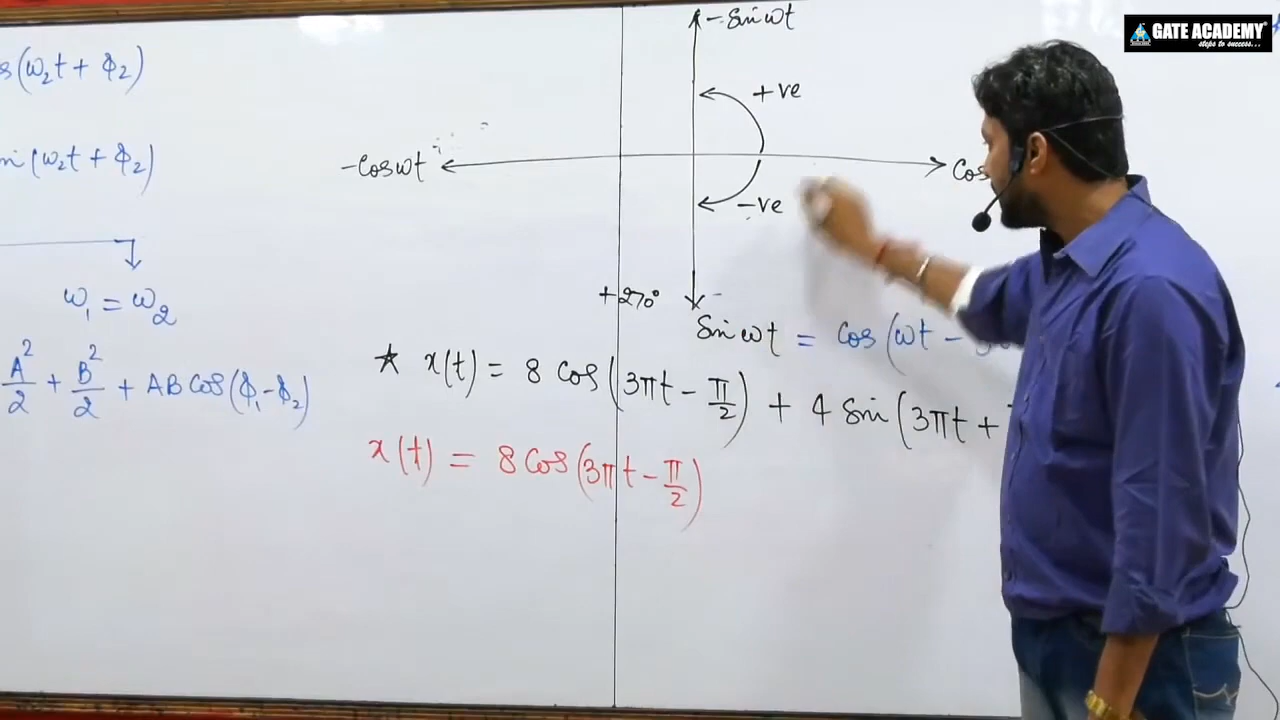 GATE ACADEMY
steps to success...
- Sin ωt
+ve
-Cos ωt
Cos
-ve
+270°
Sin ωt = Cos(ωt -
s(ω₂t + ϕ₂)
(ω₂t + ϕ₂)
ω₁ = ω₂
A²/2 + B²/2 + AB Cos(ϕ₁-ϕ₂)
★ x(t) = 8 Cos(3πt - π/2) + 4 Sin(3πt +
x(t) = 8 Cos(3πt - π/2)